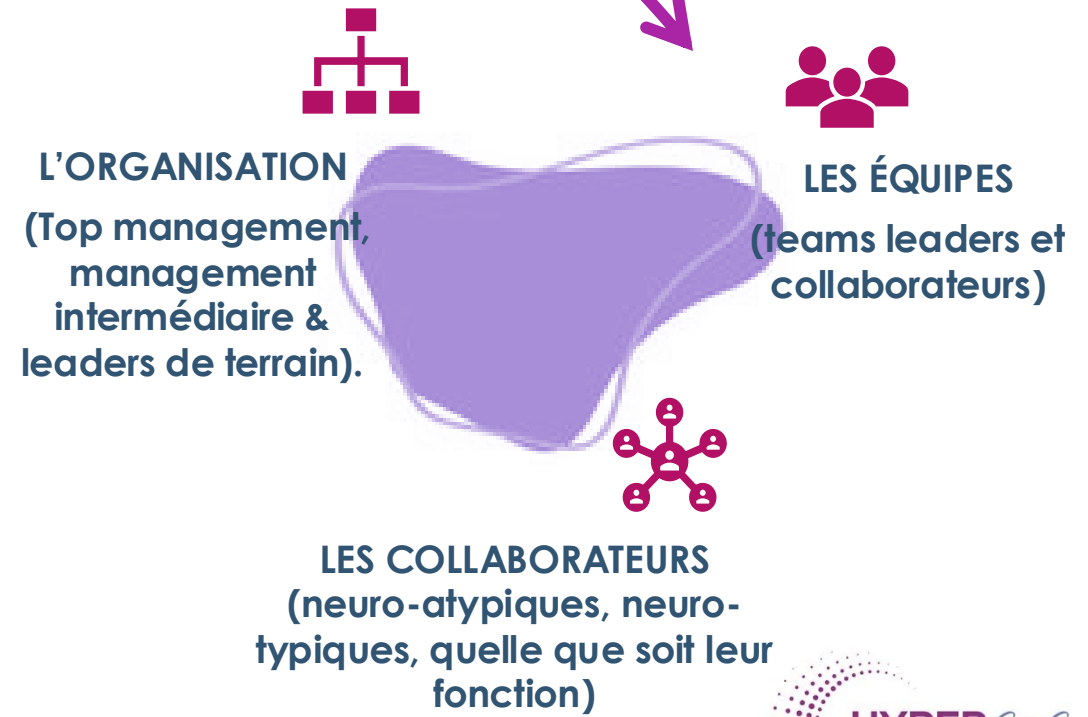 L'ORGANISATION
(Top management,
management
intermédiaire &
leaders de terrain).
LES ÉQUIPES
(teams leaders et
collaborateurs)
LES COLLABORATEURS
(neuro-atypiques, neuro-
typiques, quelle que soit leur
fonction)
HYPER